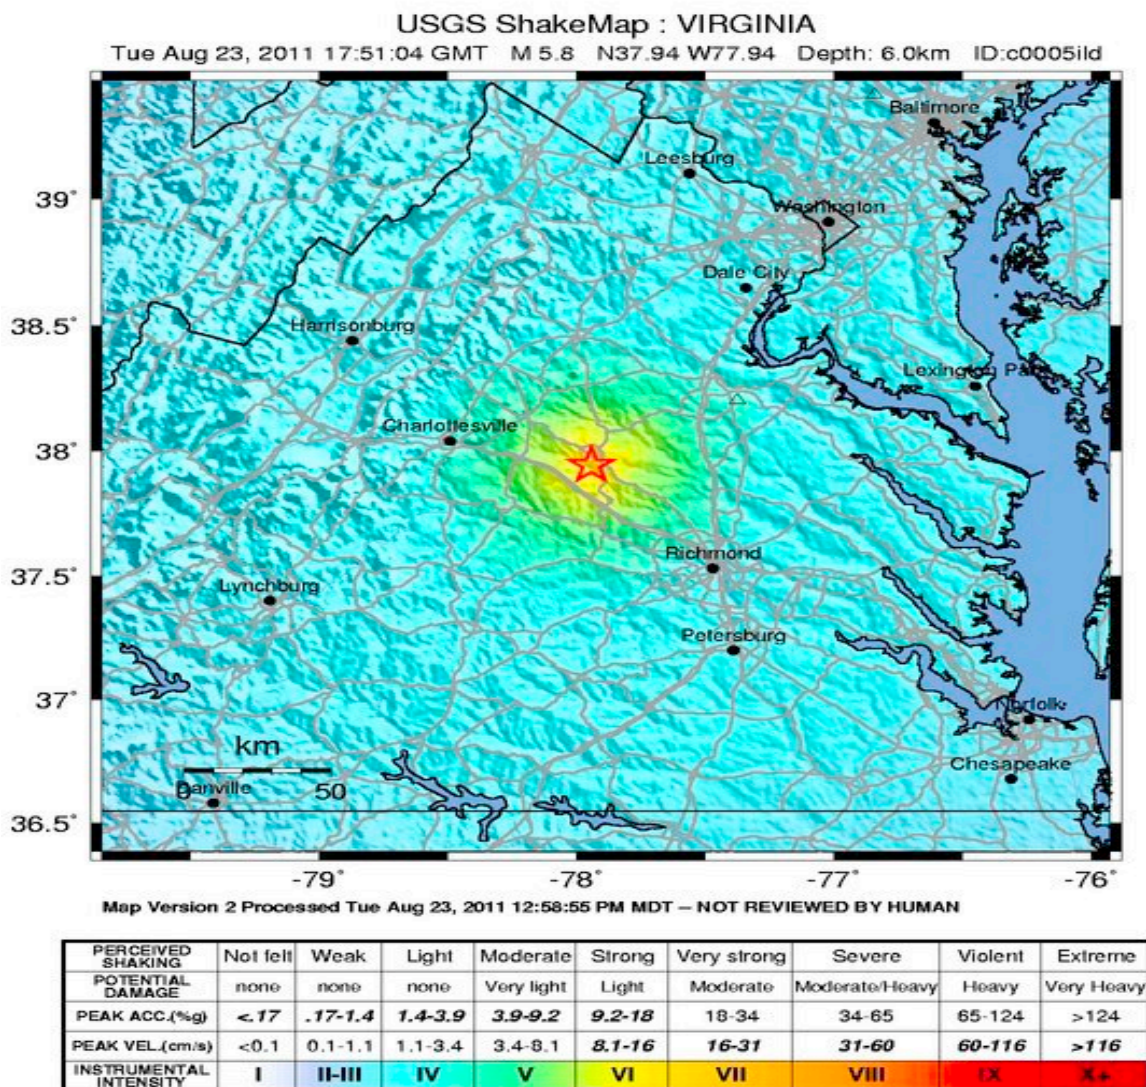 USGS ShakeMap : VIRGINIA
Tue Aug 23, 2011 17:51:04 GMT M 5.8 N37.94 W77.94 Depth: 6.0km ID:c0005ild
Baltimore
Leesburg
39°
Washington
Dale City
38.5°
Harrisonburg
Lexington Park
Charlottesville
38°
Richmond
37.5°
Lynchburg
Petersburg
37°
Norfolk
km
Chesapeake
0 50
Danville
36.5°
-79° -78° -77° -76°
Map Version 2 Processed Tue Aug 23, 2011 12:58:55 PM MDT – NOT REVIEWED BY HUMAN
PERCEIVED SHAKING Not felt Weak Light Moderate Strong Very strong Severe Violent Extreme
POTENTIAL DAMAGE none none none Very light Light Moderate Moderate/Heavy Heavy Very Heavy
PEAK ACC.(%g) <.17 .17-1.4 1.4-3.9 3.9-9.2 9.2-18 18-34 34-65 65-124 >124
PEAK VEL.(cm/s) <0.1 0.1-1.1 1.1-3.4 3.4-8.1 8.1-16 16-31 31-60 60-116 >116
INSTRUMENTAL INTENSITY I II-III IV V VI VII VIII IX X+